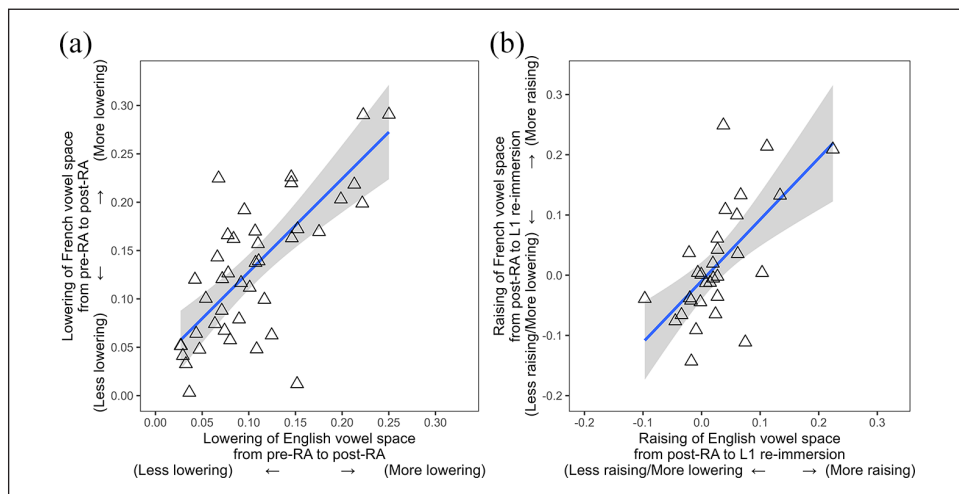 (a)
Lowering of French vowel space
from pre-RA to post-RA
(Less lowering) ← → (More lowering)
0.30
0.25
0.20
0.15
0.10
0.05
0.00
0.00 0.05 0.10 0.15 0.20 0.25 0.30
Lowering of English vowel space
from pre-RA to post-RA
(Less lowering) ← → (More lowering)
(b)
Raising of French vowel space
from post-RA to L1 re-immersion
(Less raising/More lowering) ← → (More raising)
0.3
0.2
0.1
0.0
-0.1
-0.2
-0.2 -0.1 0.0 0.1 0.2 0.3
Raising of English vowel space
from post-RA to L1 re-immersion
(Less raising/More lowering) ← → (More raising)